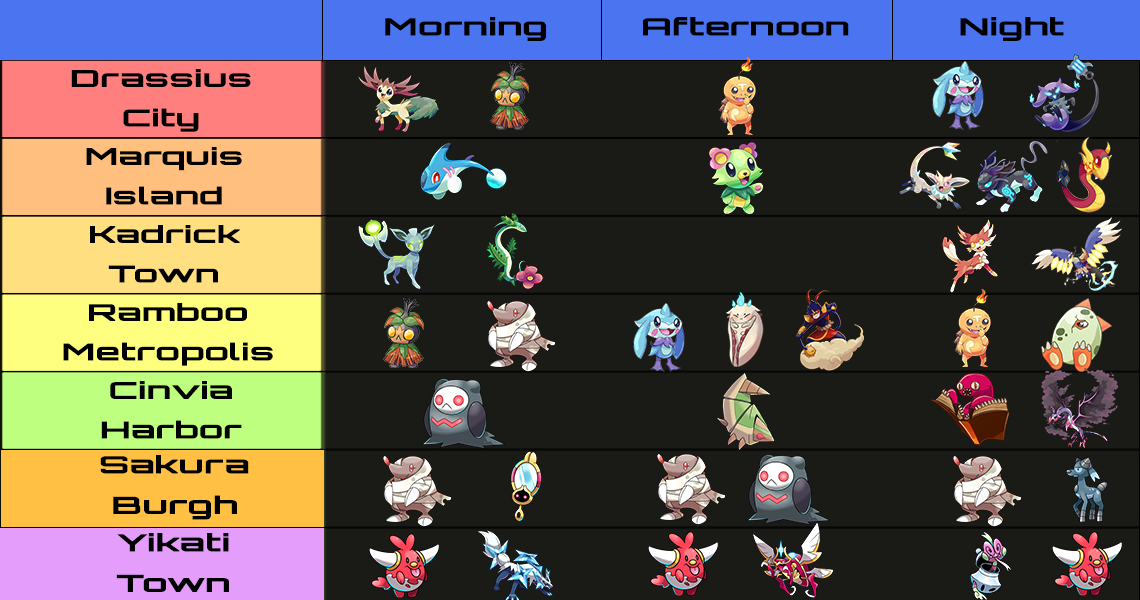 Morning Afternoon Night
Drassius
City
Marquis
Island
Kadrick
Town
Ramboo
Metropolis
Cinvia
Harbor
Sakura
Burgh
Yikati
Town